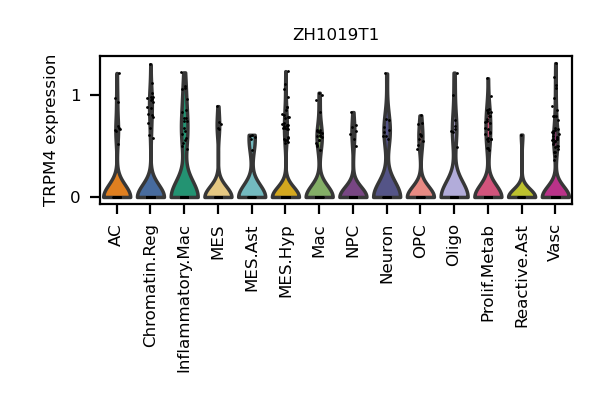 ZH1019T1
TRPM4 expression
1
0
AC
Chromatin.Reg
Inflammatory.Mac
MES
MES.Ast
MES.Hyp
Mac
NPC
Neuron
OPC
Oligo
Prolif.Metab
Reactive.Ast
Vasc